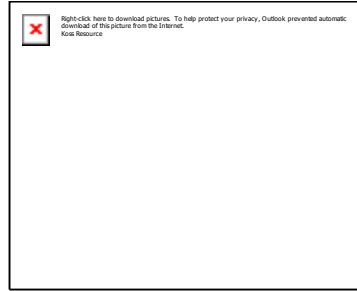 Right-click here to download pictures. To help protect your privacy, Outlook prevented automatic
download of this picture from the Internet.
Koss Resource